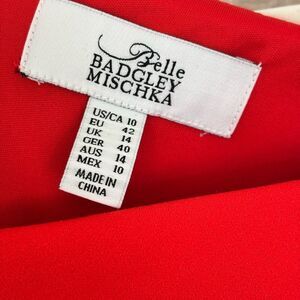 Belle
BADGLEY
MISCHKA
US/CA 10
EU 42
UK 14
GER 40
AUS 14
MEX 10
MADE IN
CHINA